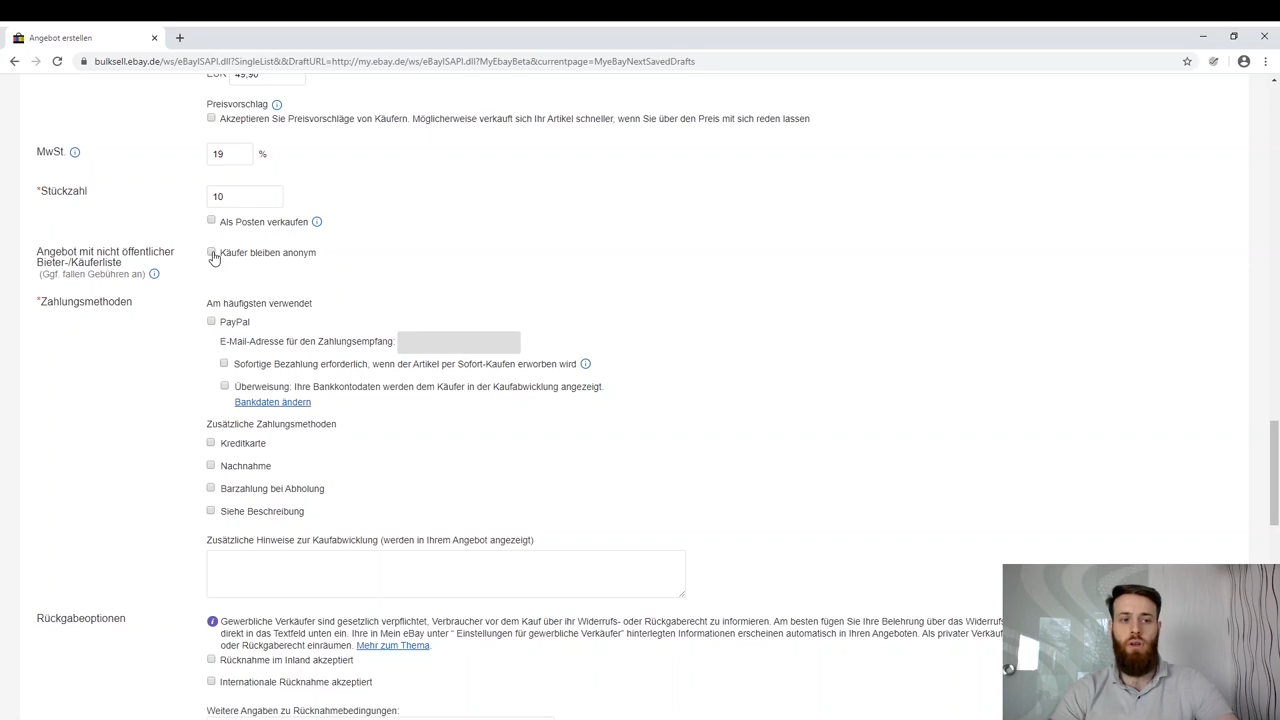 Angebot erstellen
bulksell.ebay.de/ws/eBayISAPI.dll?SingleList&&DraftURL=http://my.ebay.de/ws/eBayISAPI.dll?MyEbayBeta&currentpage=MyeBayNextSavedDrafts
EUR 49,90
Preisvorschlag
Akzeptieren Sie Preisvorschläge von Käufern. Möglicherweise verkauft sich Ihr Artikel schneller, wenn Sie über den Preis mit sich reden lassen
MwSt. 19 %
*Stückzahl 10
Als Posten verkaufen
Angebot mit nicht öffentlicher Käufer bleiben anonym
Bieter-/Käuferliste
(Ggf. fallen Gebühren an)
*Zahlungsmethoden Am häufigsten verwendet
PayPal
E-Mail-Adresse für den Zahlungsempfang:
Sofortige Bezahlung erforderlich, wenn der Artikel per Sofort-Kaufen erworben wird
Überweisung: Ihre Bankkontodaten werden dem Käufer in der Kaufabwicklung angezeigt.
Bankdaten ändern
Zusätzliche Zahlungsmethoden
Kreditkarte
Nachnahme
Barzahlung bei Abholung
Siehe Beschreibung
Zusätzliche Hinweise zur Kaufabwicklung (werden in Ihrem Angebot angezeigt)
Rückgabeoptionen Gewerbliche Verkäufer sind gesetzlich verpflichtet, Verbraucher vor dem Kauf über ihr Widerrufs- oder Rückgaberecht zu informieren. Am besten fügen Sie Ihre Belehrung über das Widerrufs
direkt in das Textfeld unten ein. Ihre in Mein eBay unter " Einstellungen für gewerbliche Verkäufer" hinterlegten Informationen erscheinen automatisch in Ihren Angeboten. Als privater Verkäuf
oder Rückgaberecht einräumen. Mehr zum Thema.
Rücknahme im Inland akzeptiert
Internationale Rücknahme akzeptiert
Weitere Angaben zu Rücknahmebedingungen: